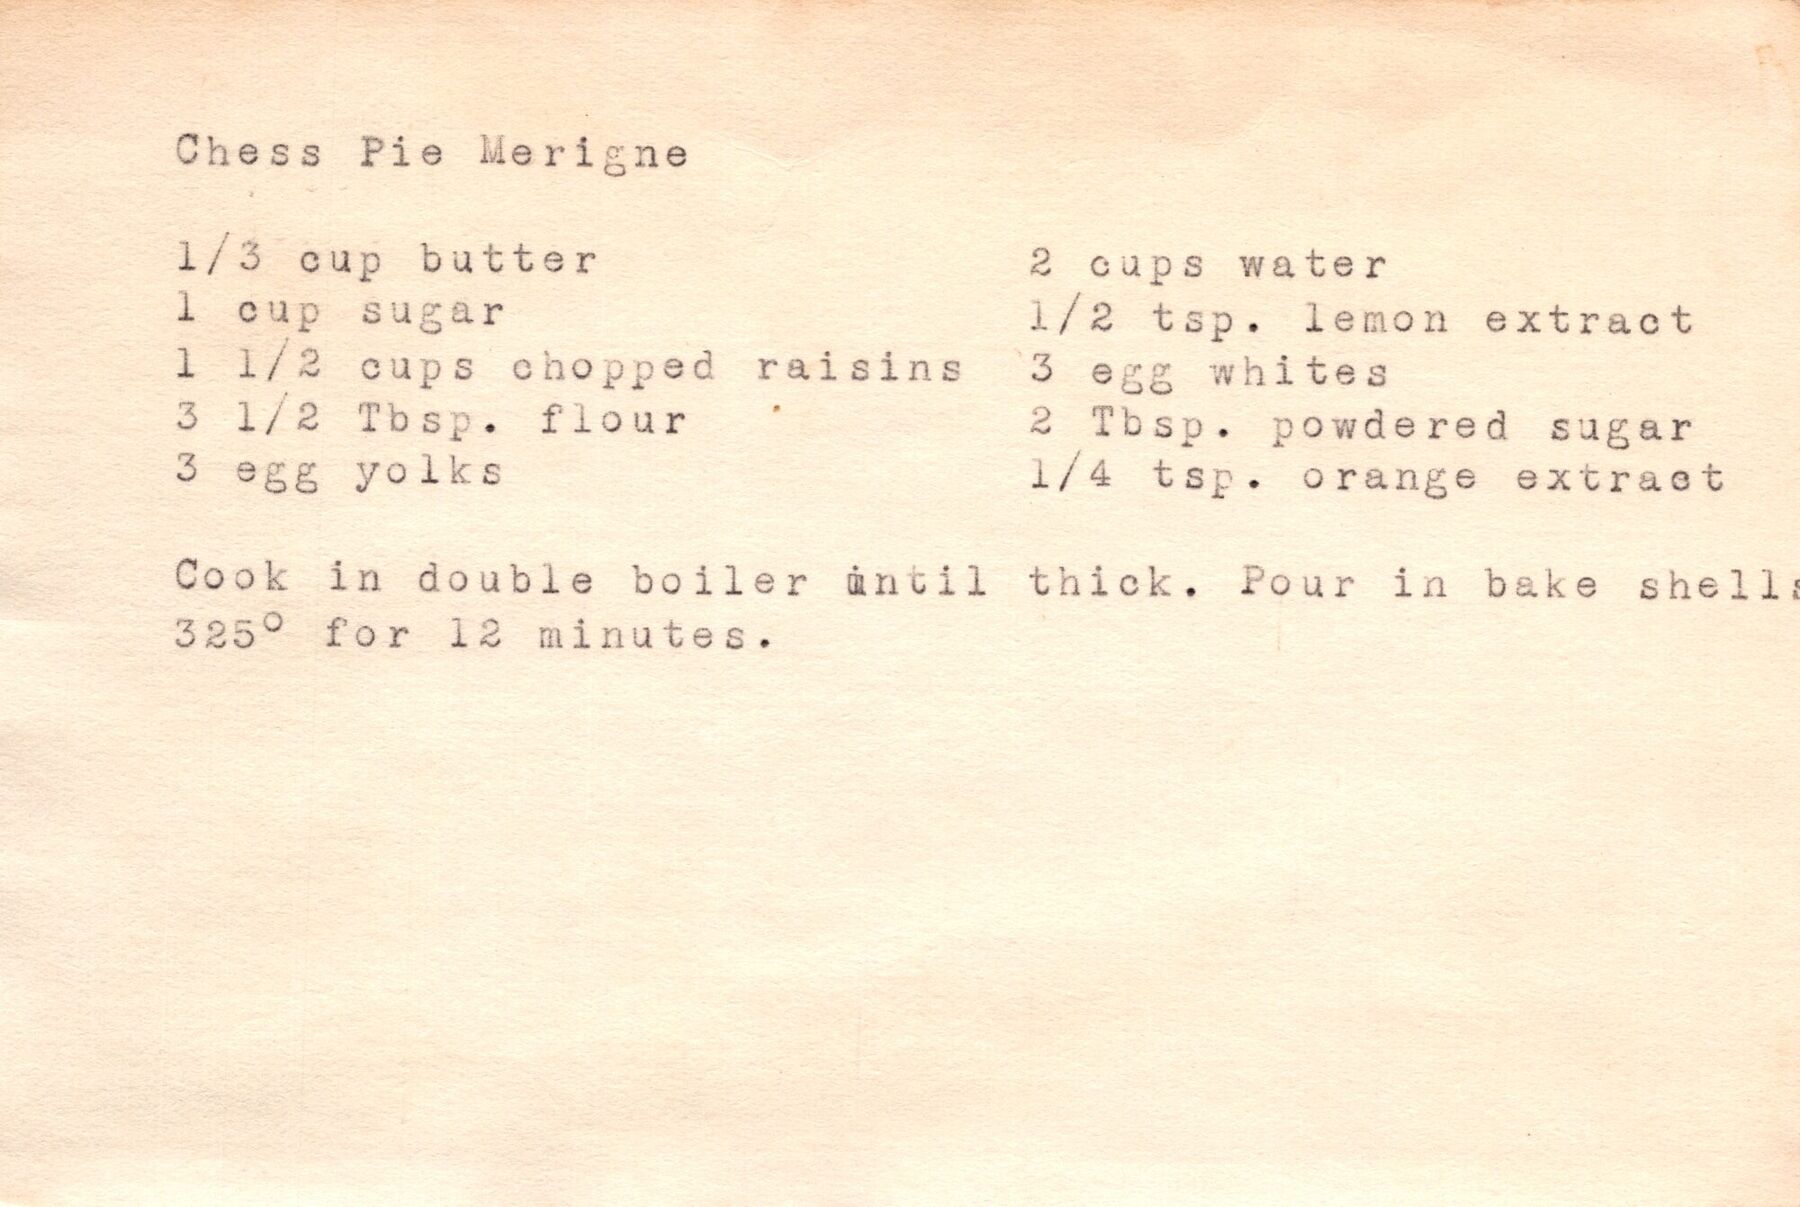 Chess Pie Merigne
1/3 cup butter
1 cup sugar
1 1/2 cups chopped raisins
3 1/2 Tbsp. flour
3 egg yolks
2 cups water
1/2 tsp. lemon extract
3 egg whites
2 Tbsp. powdered sugar
1/4 tsp. orange extract
Cook in double boiler until thick. Pour in bake shells
325° for 12 minutes.